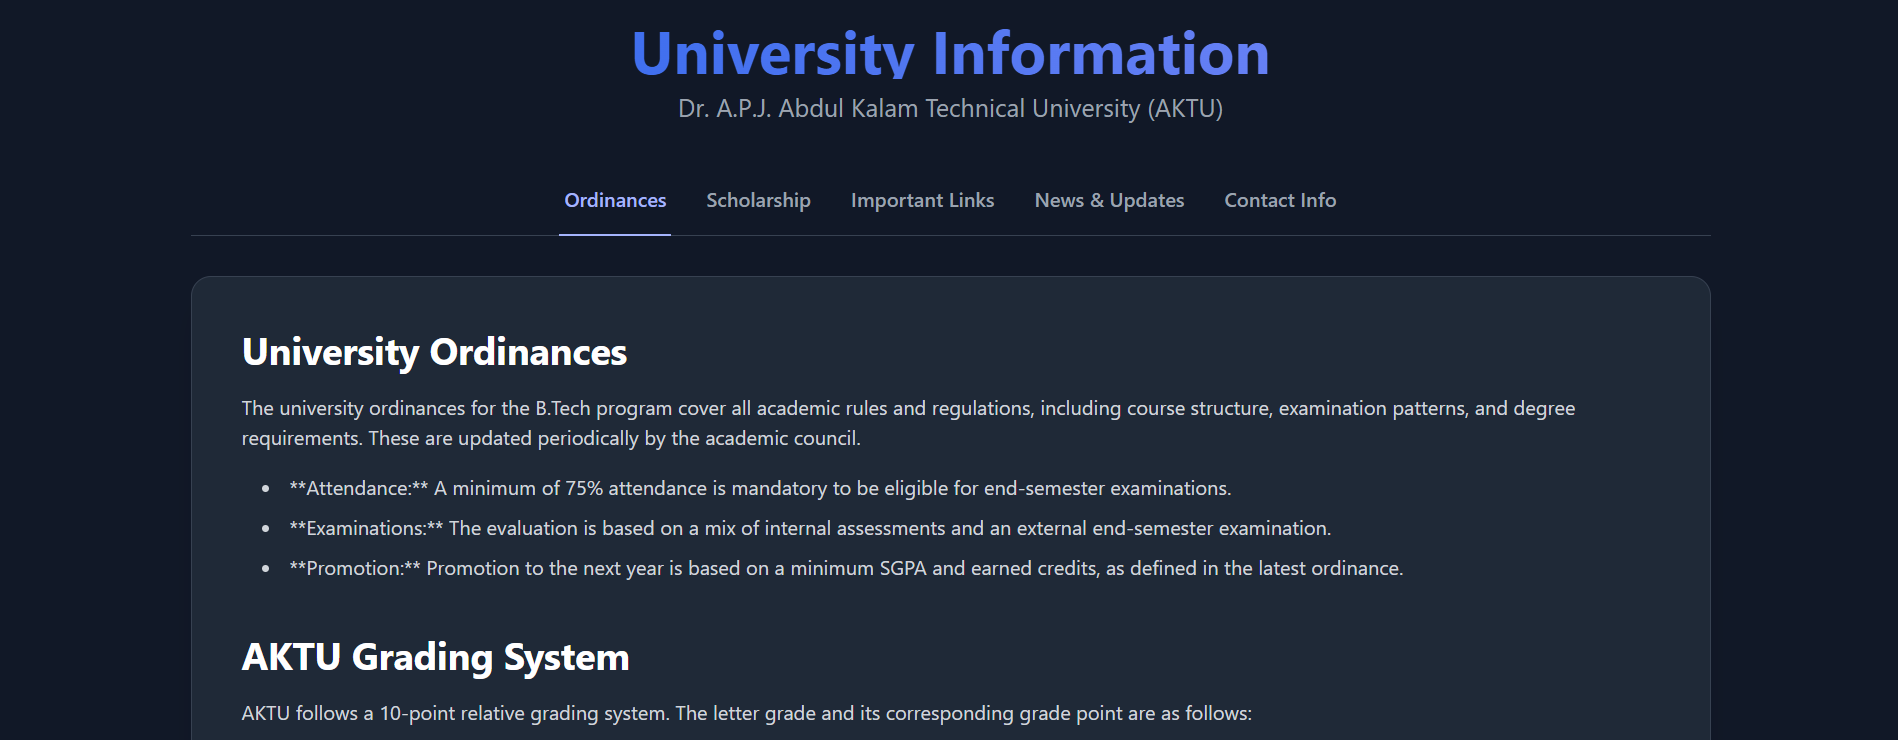 University Information
Dr. A.P.J. Abdul Kalam Technical University (AKTU)
Ordinances Scholarship Important Links News & Updates Contact Info
University Ordinances
The university ordinances for the B.Tech program cover all academic rules and regulations, including course structure, examination patterns, and degree
requirements. These are updated periodically by the academic council.
• **Attendance:** A minimum of 75% attendance is mandatory to be eligible for end-semester examinations.
• **Examinations:** The evaluation is based on a mix of internal assessments and an external end-semester examination.
• **Promotion:** Promotion to the next year is based on a minimum SGPA and earned credits, as defined in the latest ordinance.
AKTU Grading System
AKTU follows a 10-point relative grading system. The letter grade and its corresponding grade point are as follows: